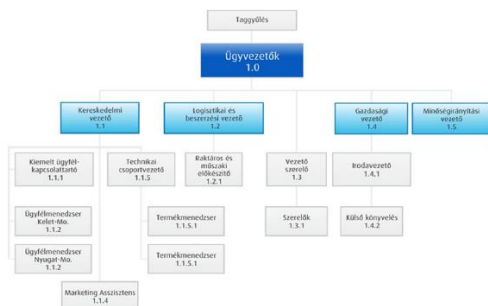 Taggyűlés
Ügyvezetők
1.0
Kereskedelmi
vezető
1.1
Logisztikai és
beszerzési vezető
1.2
Gazdasági
vezető
1.4
Minőségirányítási
vezető
1.5
Kiemelt ügyfél-
kapcsolattartó
1.1.1
Technikai
csoportvezető
1.1.5
Raktáros és
műszaki
előkészítő
1.2.1
Vezető
szerelő
1.3
Irodavezető
1.4.1
Ügyfélmenedzser
Kelet-Mo.
1.1.2
Termékmenedzser
1.1.5.1
Szerelők
1.3.1
Külső könyvelés
1.4.2
Ügyfélmenedzser
Nyugat-Mo.
1.1.2
Termékmenedzser
1.1.5.1
Marketing Asszisztens
1.1.4